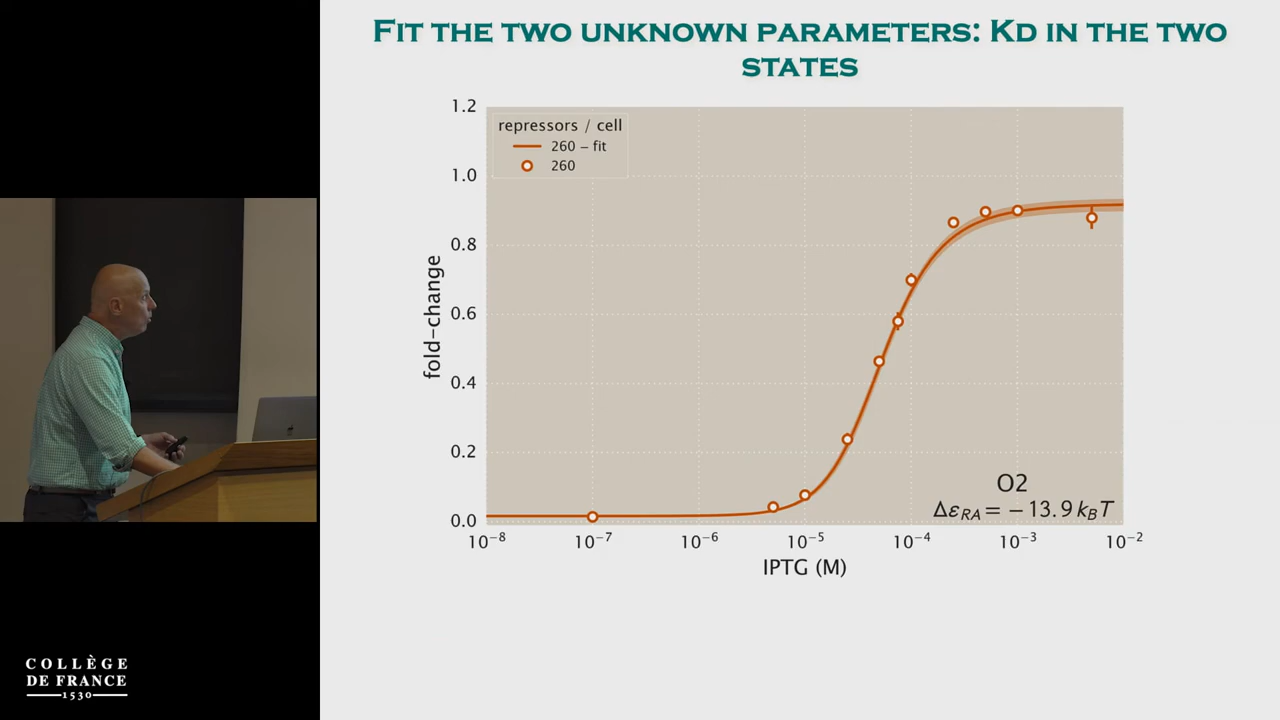 FIT THE TWO UNKNOWN PARAMETERS: KD IN THE TWO
STATES
1.2
1.0
0.8
0.6
0.4
0.2
0.0
fold-change
repressors / cell
260 – fit
260
O2
Δε_RA = −13.9 k_BT
10⁻⁸ 10⁻⁷ 10⁻⁶ 10⁻⁵ 10⁻⁴ 10⁻³ 10⁻²
IPTG (M)
COLLÈGE
DE FRANCE
1530